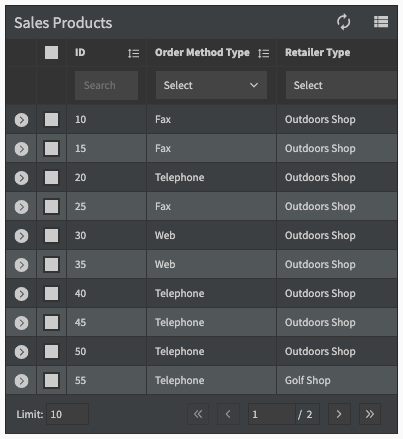 Sales Products
ID Order Method Type Retailer Type
Search Select Select
10 Fax Outdoors Shop
15 Fax Outdoors Shop
20 Telephone Outdoors Shop
25 Fax Outdoors Shop
30 Web Outdoors Shop
35 Web Outdoors Shop
40 Telephone Outdoors Shop
45 Telephone Outdoors Shop
50 Telephone Outdoors Shop
55 Telephone Golf Shop
Limit: 10 1 / 2